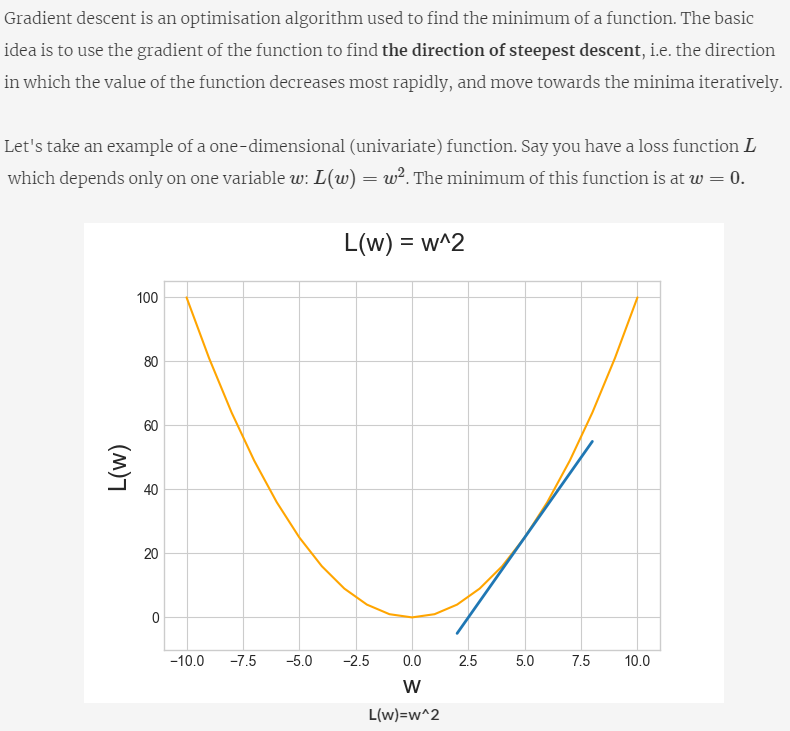 Gradient descent is an optimisation algorithm used to find the minimum of a function. The basic
idea is to use the gradient of the function to find the direction of steepest descent, i.e. the direction
in which the value of the function decreases most rapidly, and move towards the minima iteratively.
Let's take an example of a one-dimensional (univariate) function. Say you have a loss function L
which depends only on one variable w: L(w) = w². The minimum of this function is at w = 0.
L(w) = w^2
100
80
60
40
20
0
L(w)
−10.0 −7.5 −5.0 −2.5 0.0 2.5 5.0 7.5 10.0
w
L(w)=w^2